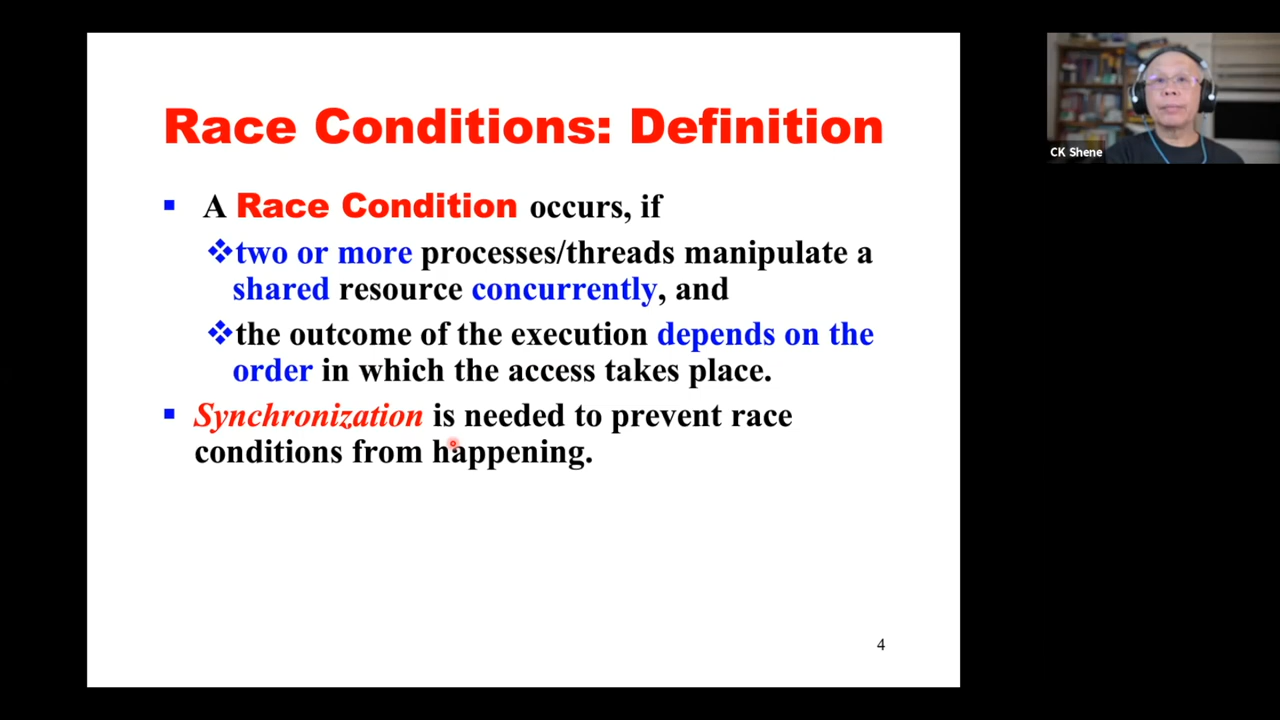 Race Conditions: Definition
A Race Condition occurs, if
two or more processes/threads manipulate a
shared resource concurrently, and
the outcome of the execution depends on the
order in which the access takes place.
Synchronization is needed to prevent race
conditions from happening.
4
CK Shene